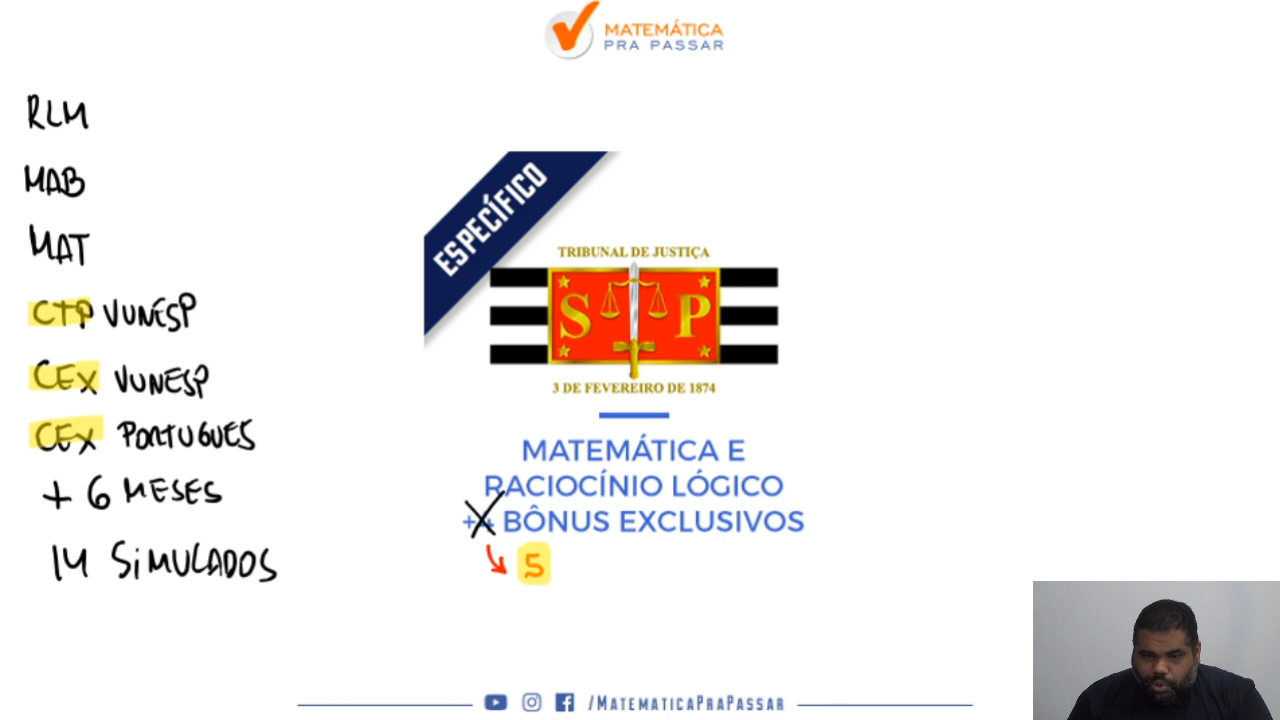 MATEMÁTICA
PRA PASSAR
RLM
MAB
MAT
CTP VUNESP
CEX VUNESP
CEX PORTUGUES
+ 6 MESES
14 SIMULADOS
ESPECÍFICO
TRIBUNAL DE JUSTIÇA
S P
3 DE FEVEREIRO DE 1874
MATEMÁTICA E
RACIOCÍNIO LÓGICO
+4 BÔNUS EXCLUSIVOS
5
/MATEMATICAPRAPASSAR